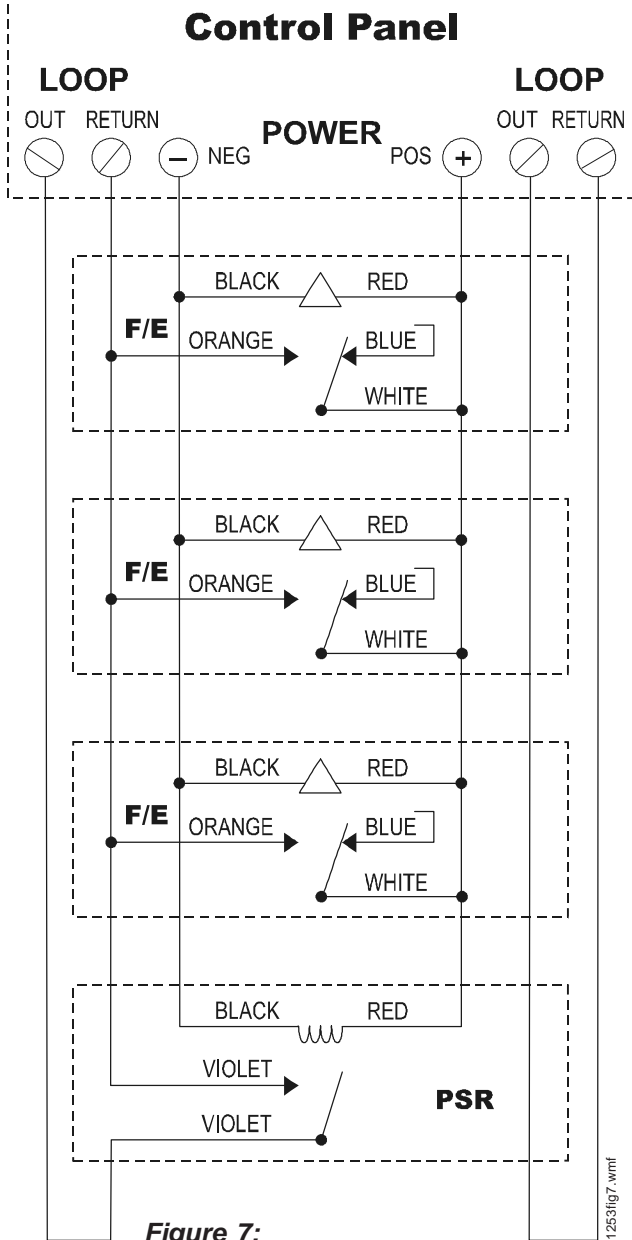 Control Panel
LOOP LOOP
OUT RETURN POWER OUT RETURN
− NEG POS +
BLACK RED
F/E ORANGE BLUE
WHITE
BLACK RED
F/E ORANGE BLUE
WHITE
BLACK RED
F/E ORANGE BLUE
WHITE
BLACK RED
VIOLET
PSR
VIOLET
1253fig7.wmf
Figure 7: